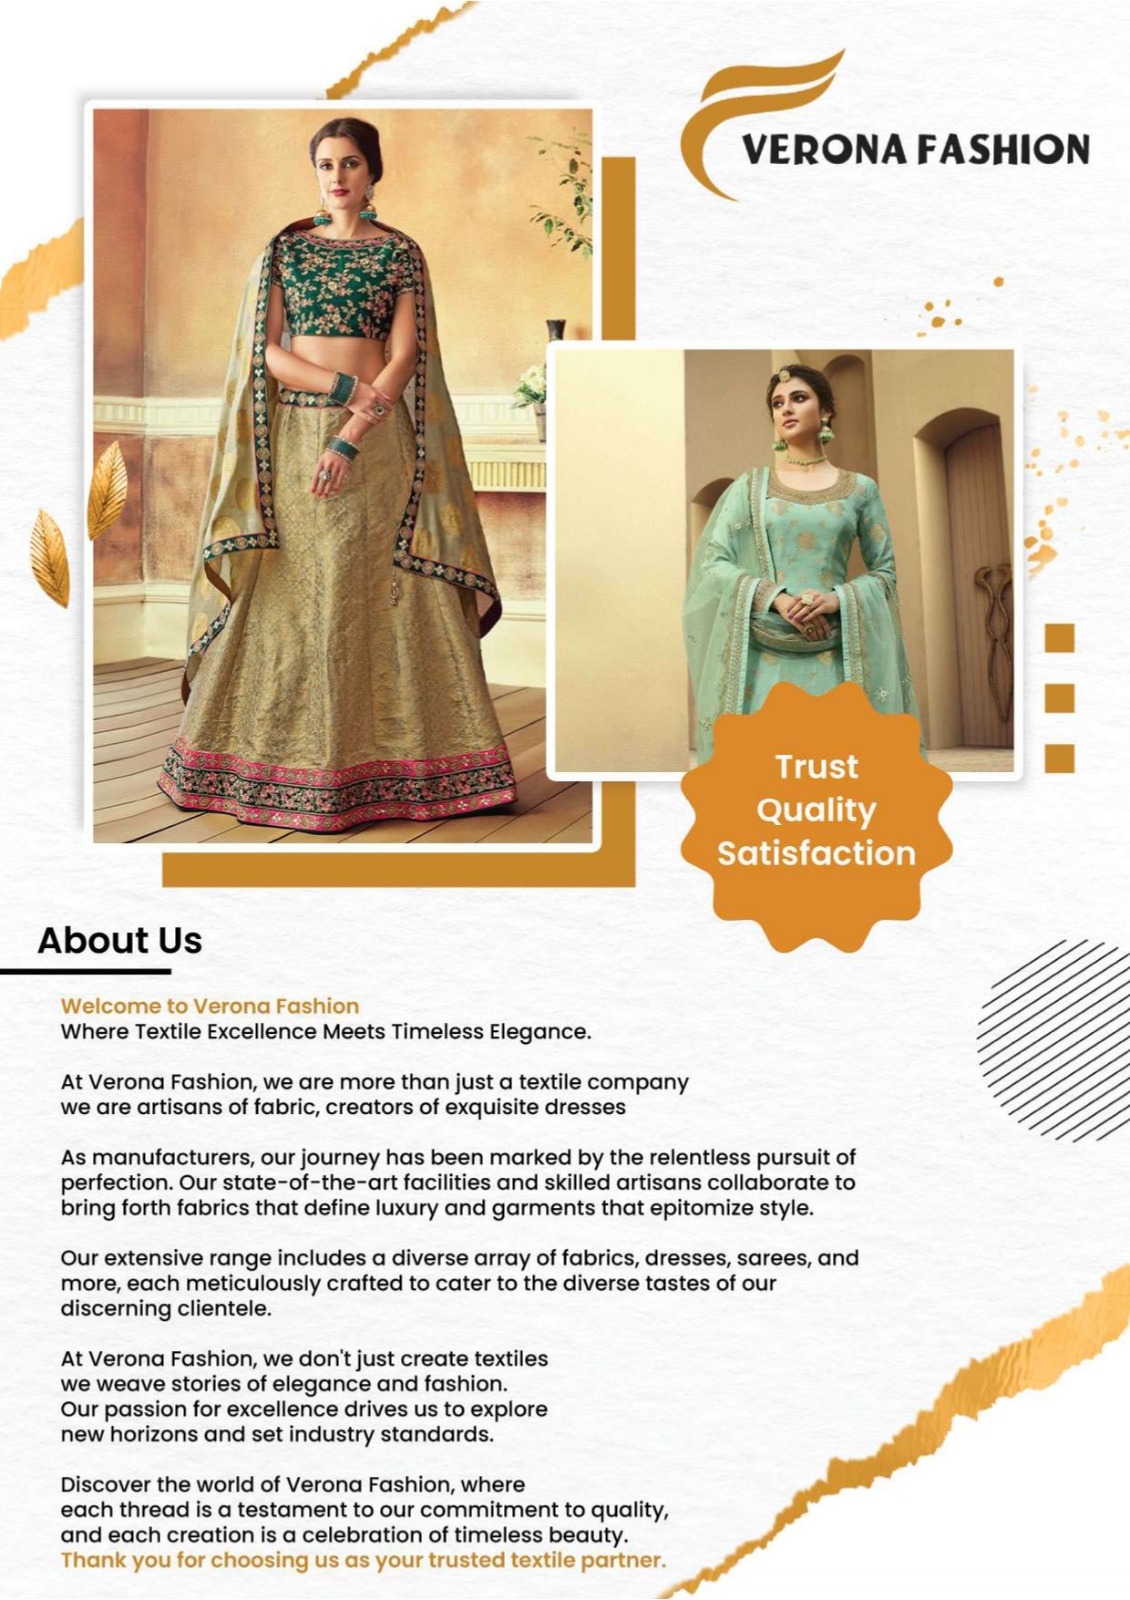 VERONA FASHION
Trust
Quality
Satisfaction
About Us
Welcome to Verona Fashion
Where Textile Excellence Meets Timeless Elegance.
At Verona Fashion, we are more than just a textile company
we are artisans of fabric, creators of exquisite dresses
As manufacturers, our journey has been marked by the relentless pursuit of
perfection. Our state-of-the-art facilities and skilled artisans collaborate to
bring forth fabrics that define luxury and garments that epitomize style.
Our extensive range includes a diverse array of fabrics, dresses, sarees, and
more, each meticulously crafted to cater to the diverse tastes of our
discerning clientele.
At Verona Fashion, we don't just create textiles
we weave stories of elegance and fashion.
Our passion for excellence drives us to explore
new horizons and set industry standards.
Discover the world of Verona Fashion, where
each thread is a testament to our commitment to quality,
and each creation is a celebration of timeless beauty.
Thank you for choosing us as your trusted textile partner.